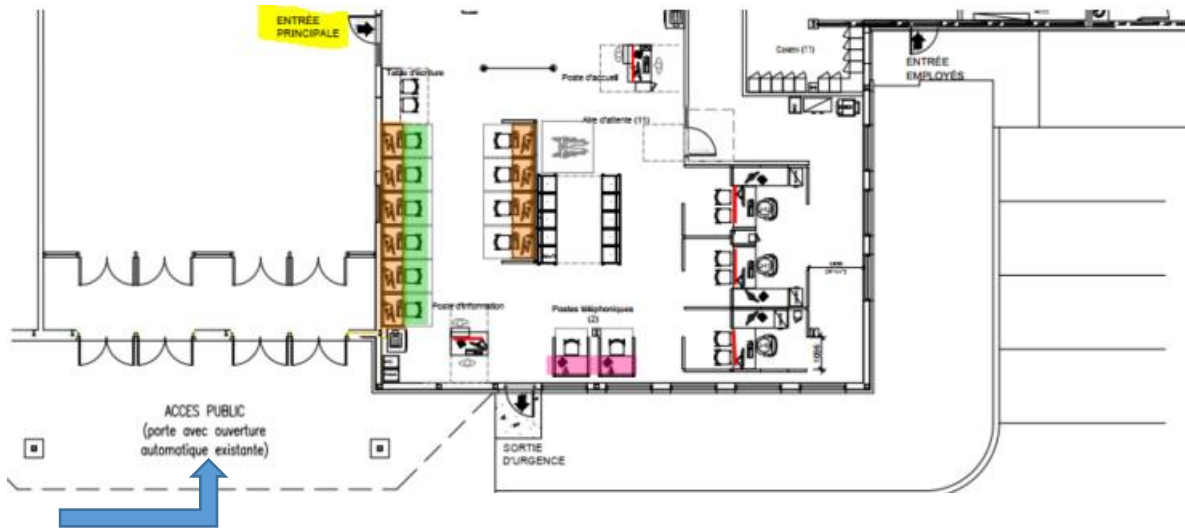 ENTRÉE
PRINCIPALE
Table d'écriture
Poste d'accueil
Casiers (11)
ENTRÉE
EMPLOYÉS
Aire d'attente (11)
Poste d'information
Postes téléphoniques
(2)
ACCES PUBLIC
(porte avec ouverture
automatique existante)
SORTIE
D'URGENCE